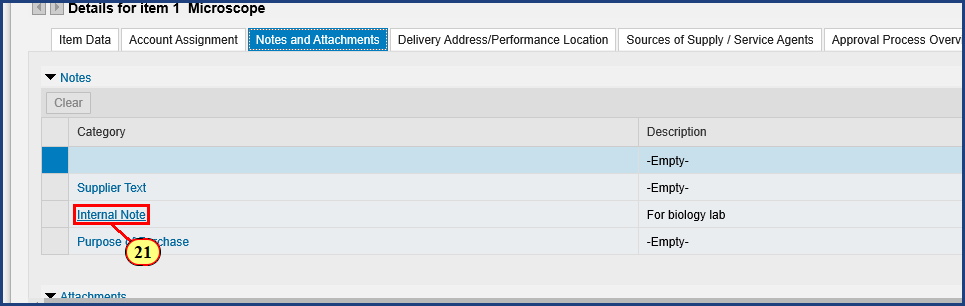 Details for item 1 Microscope
Item Data Account Assignment Notes and Attachments Delivery Address/Performance Location Sources of Supply / Service Agents Approval Process Overv
Notes
Clear
Category Description
-Empty-
Supplier Text -Empty-
Internal Note For biology lab
Purpose of Purchase -Empty-
21
Attachments